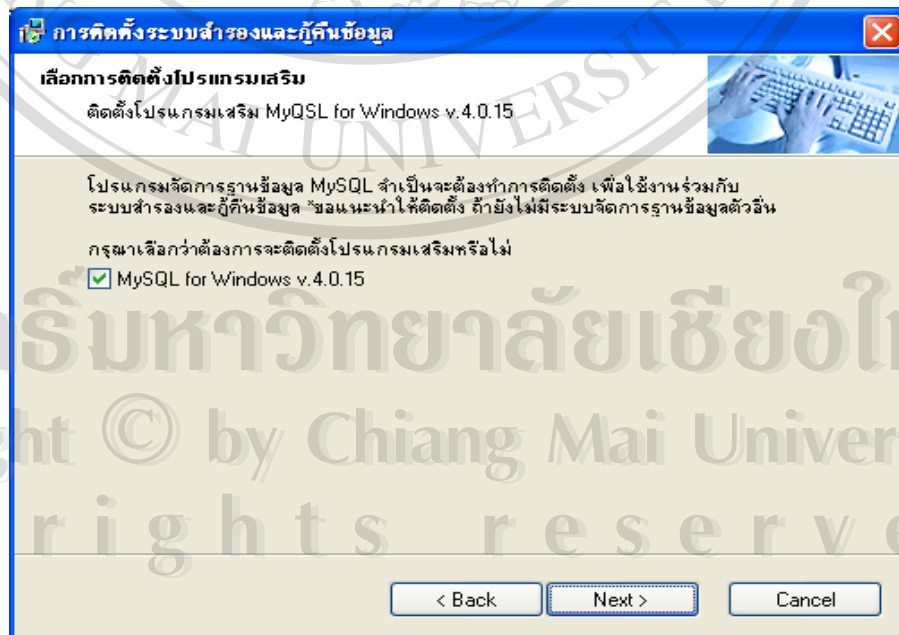 การติดตั้งระบบสำรองและกู้คืนข้อมูล
เลือกการติดตั้งโปรแกรมเสริม
ติดตั้งโปรแกรมเสริม MyQSL for Windows v.4.0.15
โปรแกรมจัดการฐานข้อมูล MySQL จำเป็นจะต้องทำการติดตั้ง เพื่อใช้งานร่วมกับ
ระบบสำรองและกู้คืนข้อมูล "ขอแนะนำให้ติดตั้ง ถ้ายังไม่มีระบบจัดการฐานข้อมูลตัวอื่น
กรุณาเลือกว่าต้องการจะติดตั้งโปรแกรมเสริมหรือไม่
MySQL for Windows v.4.0.15
มหาวิทยาลัยเชียง
© by Chiang Mai
rights
< Back
Next >
Cancel